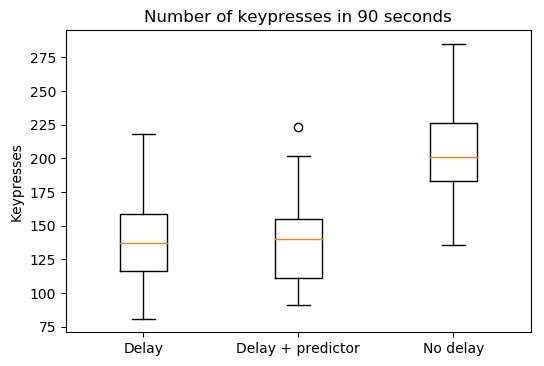 Number of keypresses in 90 seconds
Keypresses
275
250
225
200
175
150
125
100
75
Delay
Delay + predictor
No delay